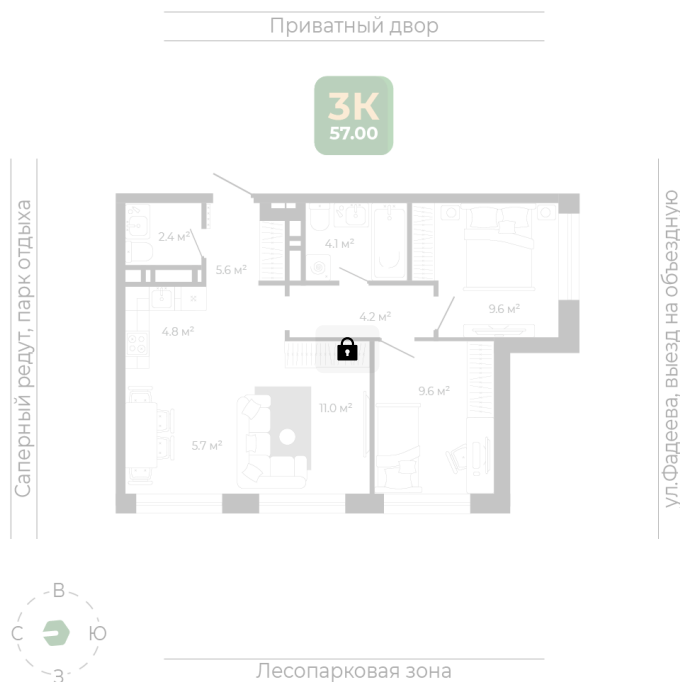 Приватный двор
3К
57.00
Саперный редут, парк отдыха
ул.Фадеева, выезд на объездную
2.4 м²
5.6 м²
4.1 м²
4.2 м²
9.6 м²
4.8 м²
9.6 м²
11.0 м²
5.7 м²
В
С
Ю
З
Лесопарковая зона